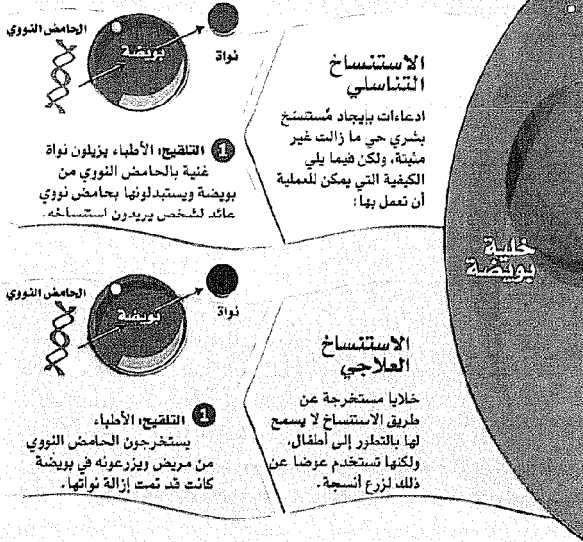 خلية
بويضة
الاستنساخ
التناسلي
ادعاءات بإيجاد مُستنسخ
بشري حي ما زالت غير
مثبتة، ولكن فيما يلي
الكيفية التي يمكن للعملية
أن تعمل بها:
الحامض النووي
بويضة
نواة
1 التلقيح: الأطباء يزيلون نواة
غنية بالحامض النووي من
بويضة ويستبدلونها بحامض نووي
عائد لشخص يريدون استنساخه.
الاستنساخ
العلاجي
خلايا مستخرجة عن
طريق الاستنساخ لا يسمح
لها بالتطور إلى أطفال،
ولكنها تستخدم عوضا عن
ذلك لزرع أنسجة.
الحامض النووي
بويضة
نواة
1 التلقيح: الأطباء
يستخرجون الحامض النووي
من مريض ويزرعونه في بويضة
كانت قد تمت إزالة نواتها.